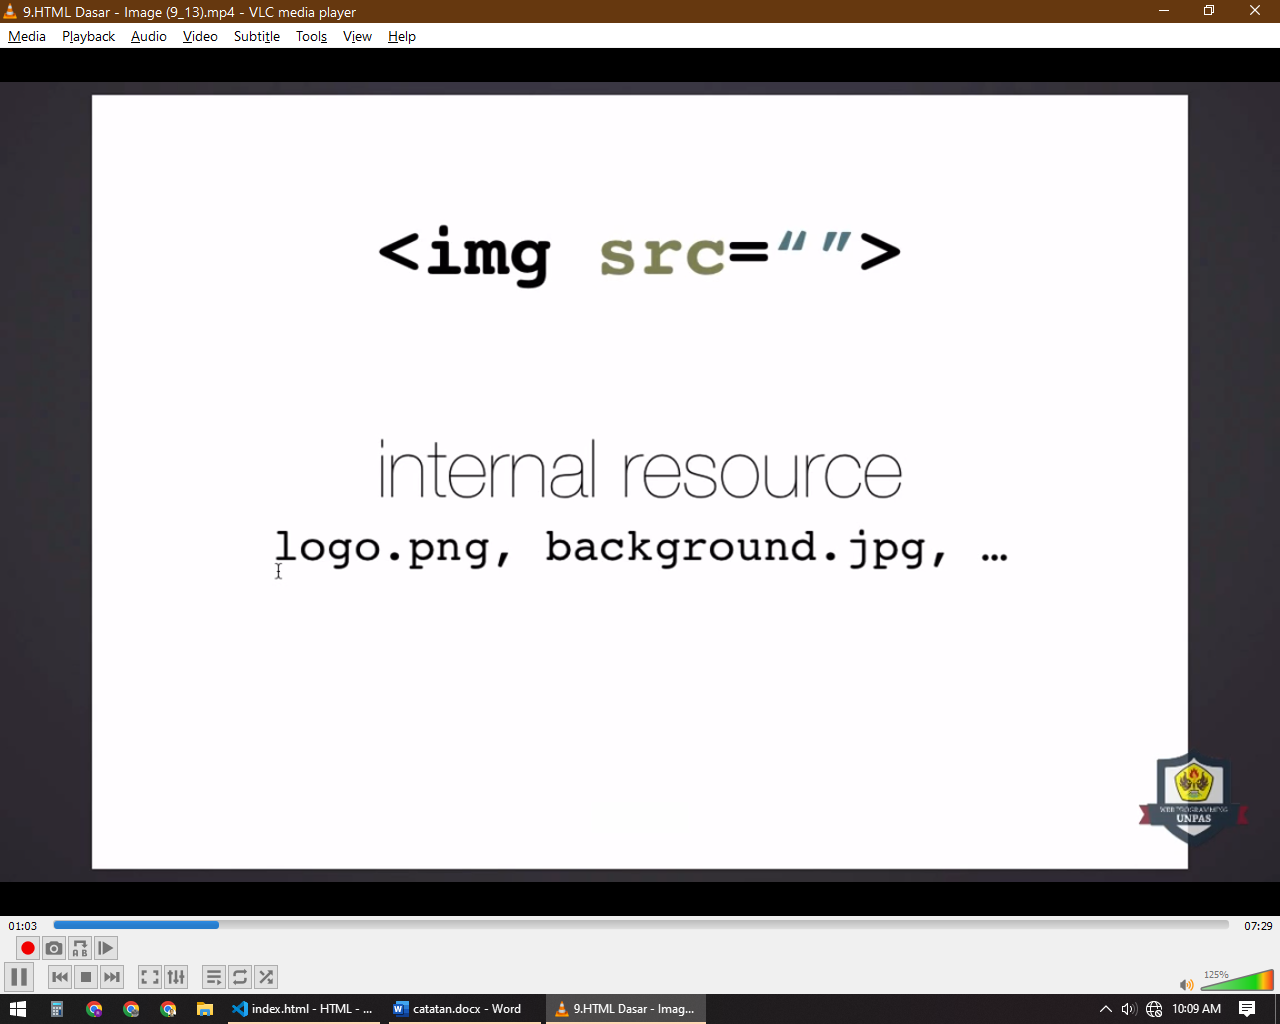 9.HTML Dasar - Image (9_13).mp4 - VLC media player
Media Playback Audio Video Subtitle Tools View Help
<img src=“ ”>
internal resource
logo.png, background.jpg, …
WEB PROGRAMMING
UNPAS
01:03
07:29
A B
125%
index.html - HTML - ...
catatan.docx - Word
9.HTML Dasar - Imag...
10:09 AM